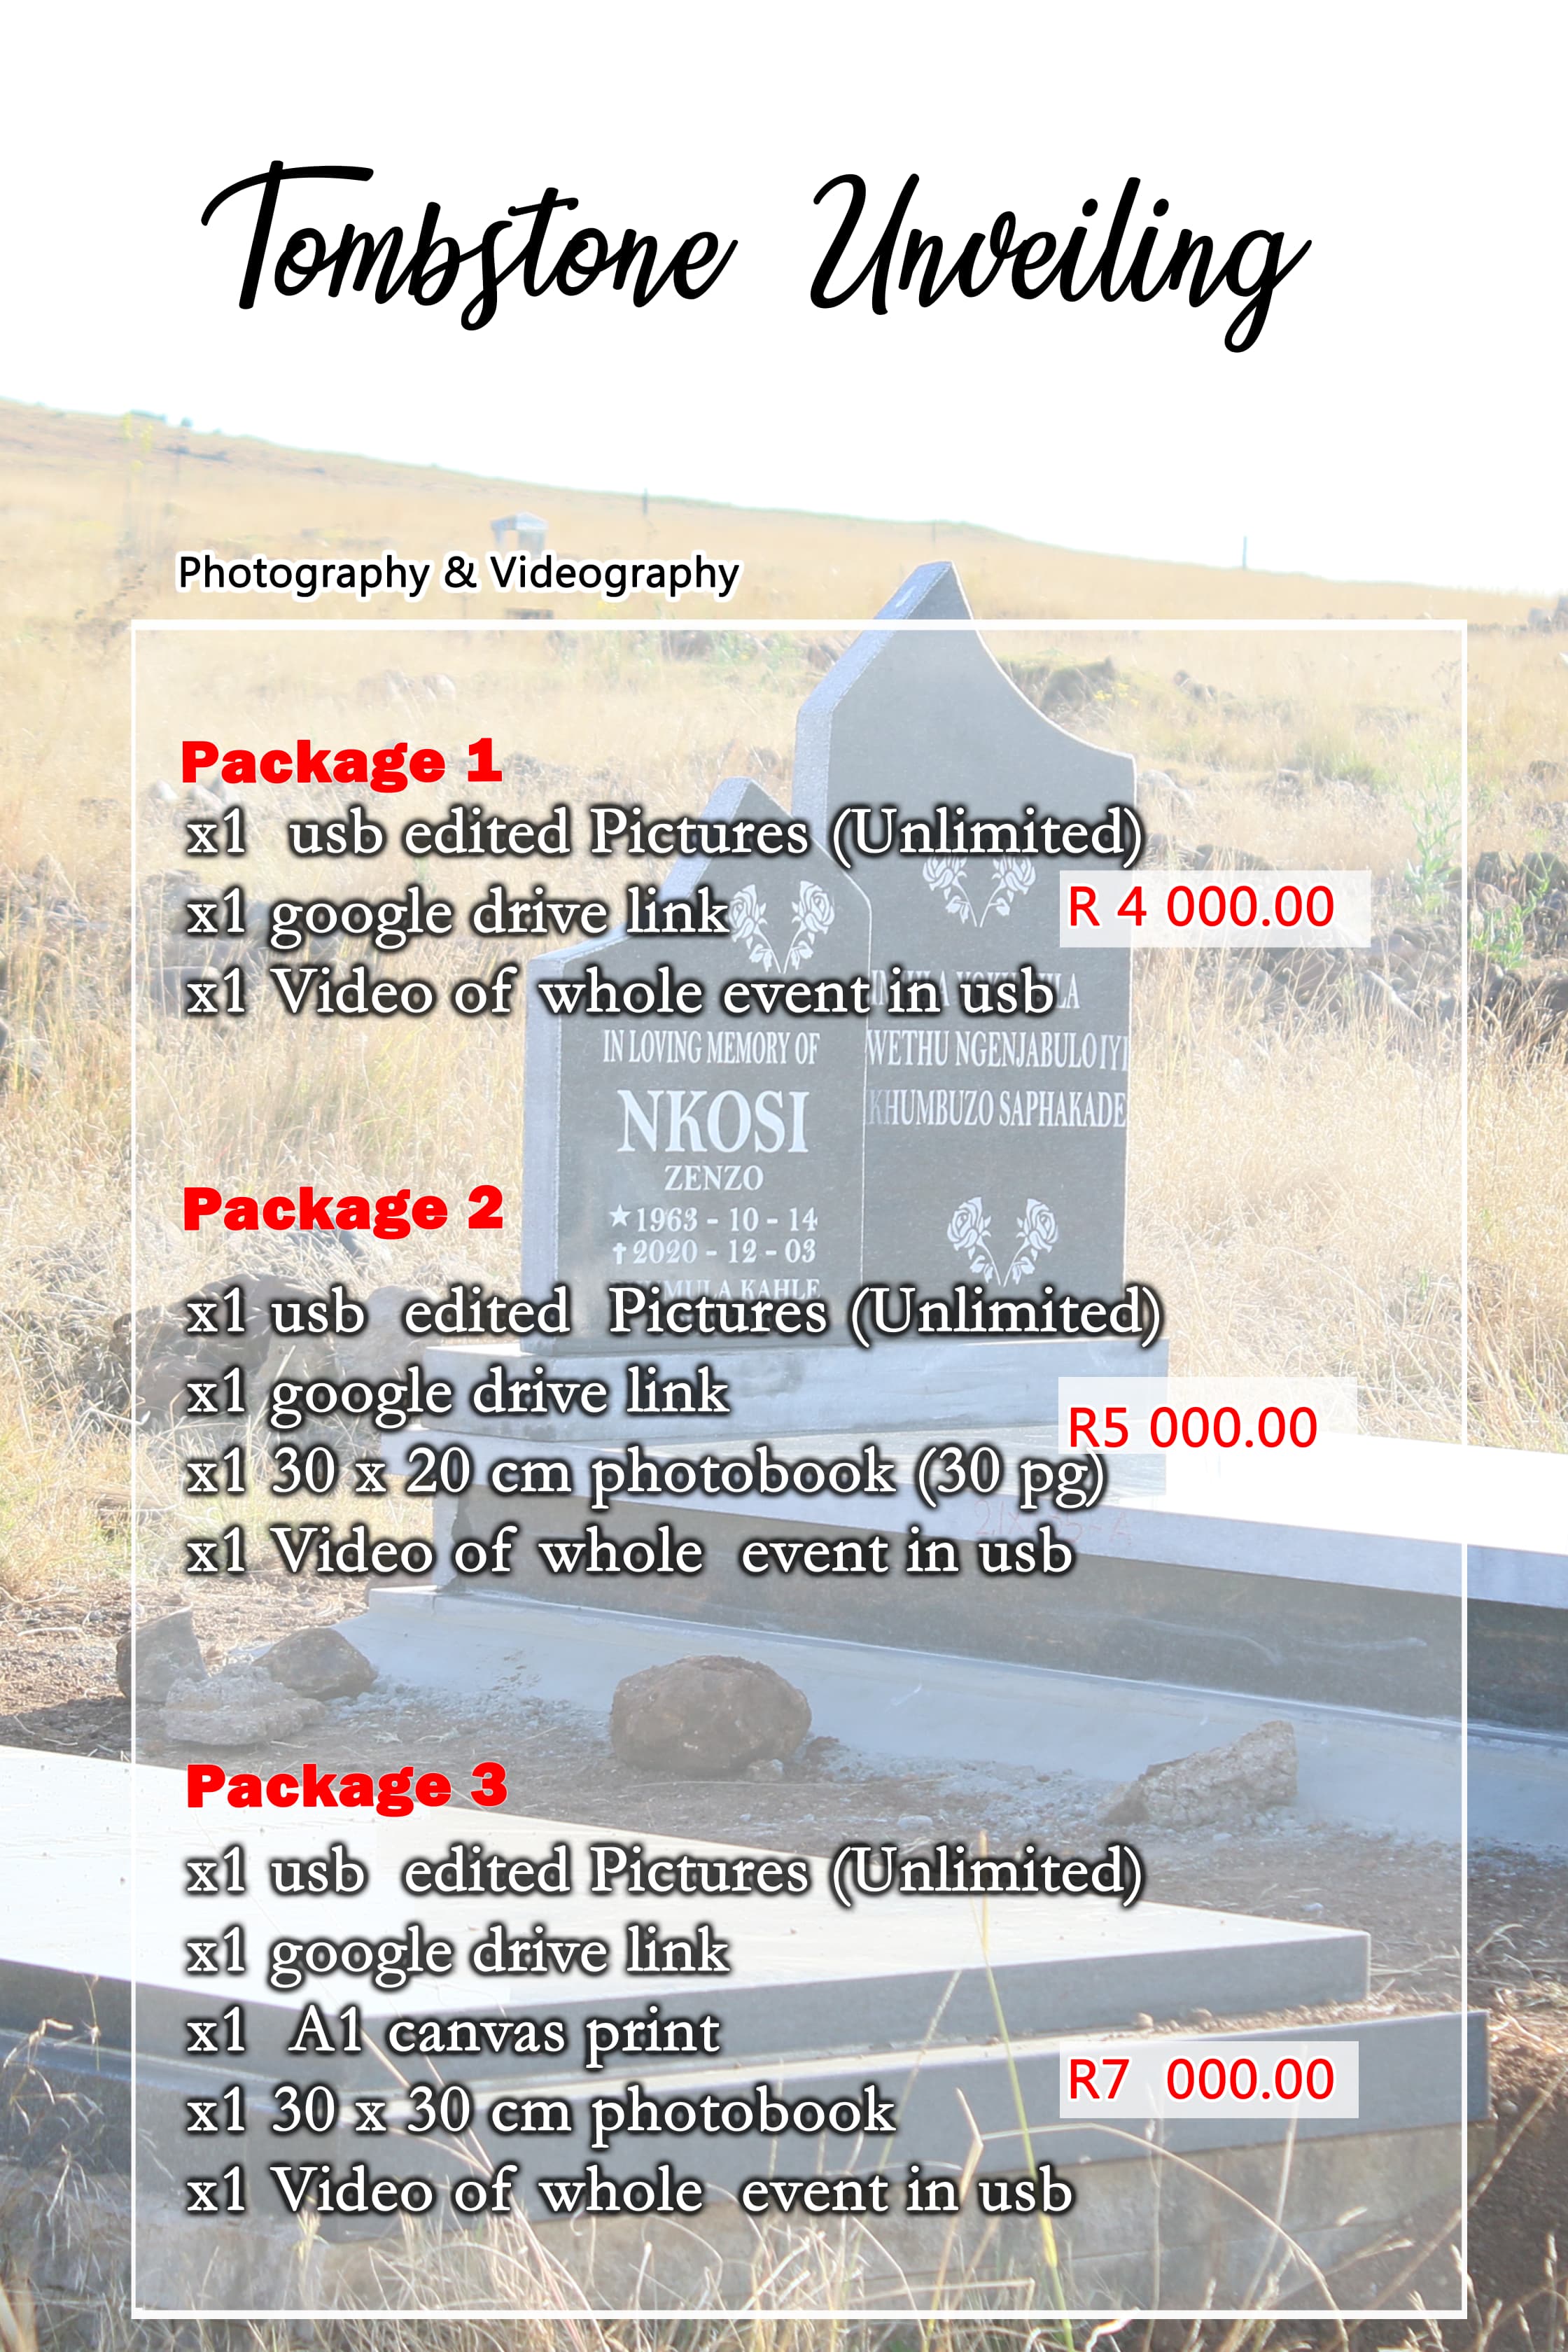 Tombstone Unveiling
Photography & Videography
Package 1
x1 usb edited Pictures (Unlimited)
x1 google drive link
R 4 000.00
x1 Video of whole event in usb
IN LOVING MEMORY OF
NKOSI
ZENZO
★1963 - 10 - 14
✝2020 - 12 - 03
KAHLE
WETHU NGENJABULO IYI
KHUMBUZO SAPHAKADE
Package 2
x1 usb edited Pictures (Unlimited)
x1 google drive link
R5 000.00
x1 30 x 20 cm photobook (30 pg)
x1 Video of whole event in usb
Package 3
x1 usb edited Pictures (Unlimited)
x1 google drive link
x1 A1 canvas print
R7 000.00
x1 30 x 30 cm photobook
x1 Video of whole event in usb